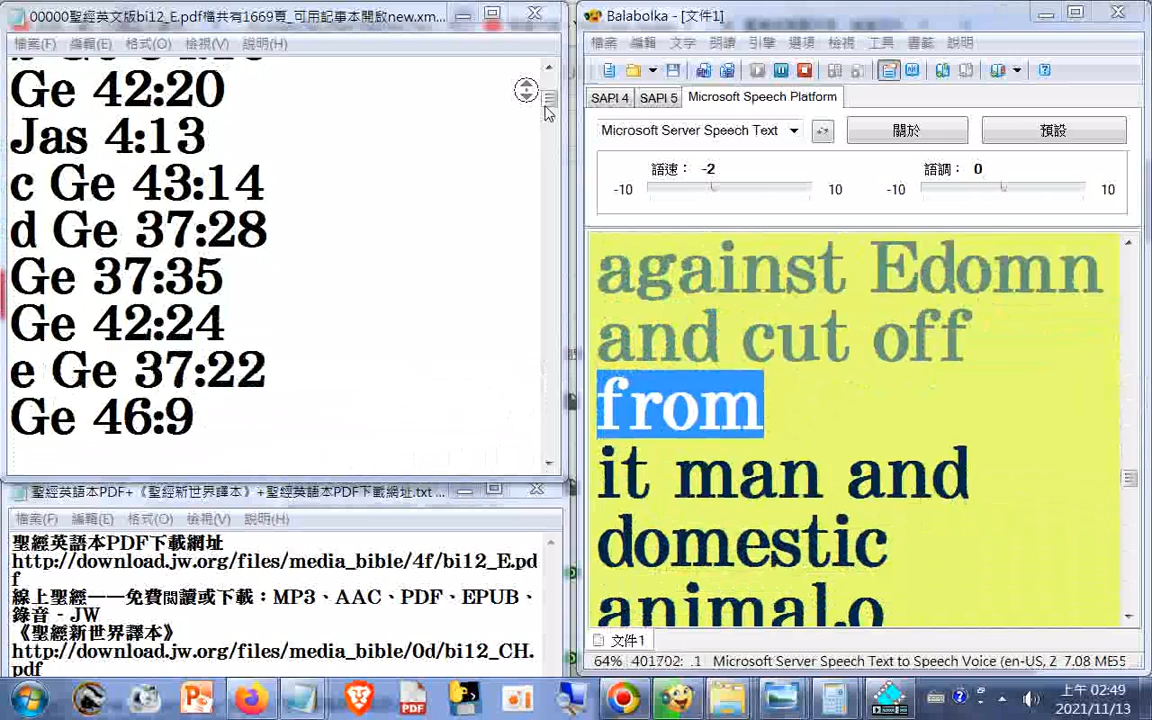 00000聖經英文版bi12_E.pdf檔共有1669頁_可用記事本開啟new.xm...
檔案(F) 編輯(E) 格式(O) 檢視(V) 說明(H)
Ge 42:20
Jas 4:13
c Ge 43:14
d Ge 37:28
Ge 37:35
Ge 42:24
e Ge 37:22
Ge 46:9
聖經英語本PDF+《聖經新世界譯本》+聖經英語本PDF下載網址.txt ...
檔案(F) 編輯(E) 格式(O) 檢視(V) 說明(H)
聖經英語本PDF下載網址
http://download.jw.org/files/media_bible/4f/bi12_E.pd
f
線上聖經——免費閱讀或下載：MP3、AAC、PDF、EPUB、
錄音 - JW
《聖經新世界譯本》
http://download.jw.org/files/media_bible/0d/bi12_CH.
pdf
Balabolka - [文件1]
檔案 編輯 文字 朗讀 引擎 選項 檢視 工具 書籤 說明
SAPI 4 SAPI 5 Microsoft Speech Platform
Microsoft Server Speech Text 關於 預設
語速： -2 語調： 0
-10 10 -10 10
against Edomn
and cut off
from
it man and
domestic
animal.o
文件1
64% 401702: .1 Microsoft Server Speech Text to Speech Voice (en-US, Z 7.08 MB
上午 02:49
2021/11/13